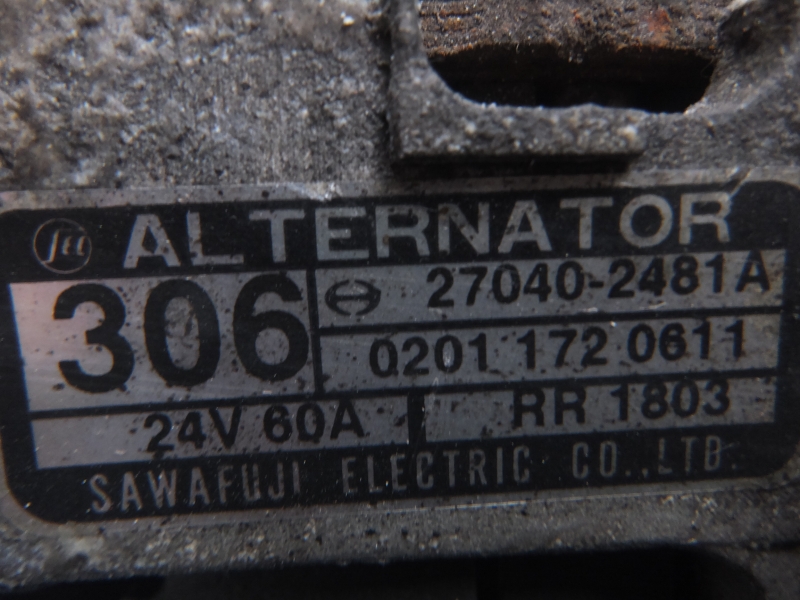 ALTERNATOR
306
27040-2481A
0201 172 0611
24V 60A
RR 1803
SAWAFUJI ELECTRIC CO.,LTD.